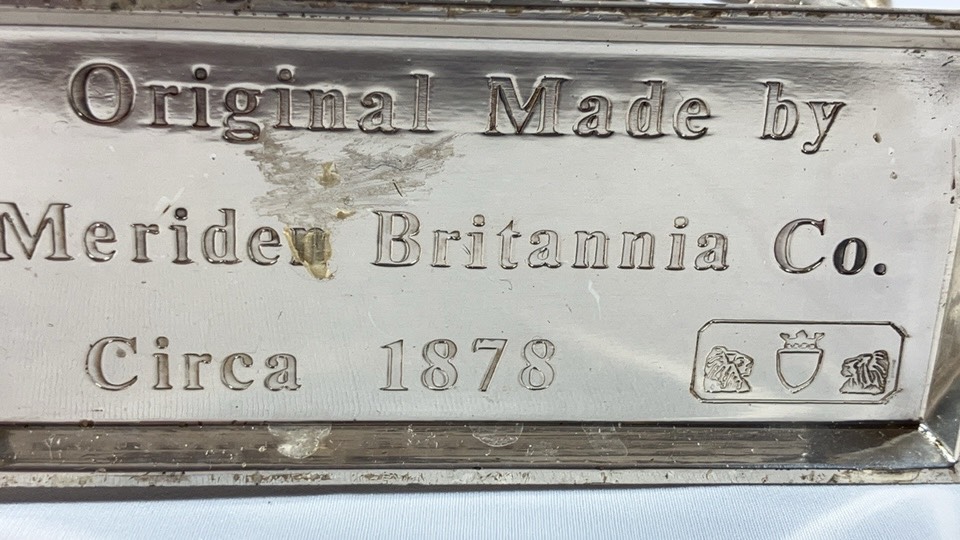 Original Made by
Meriden Britannia Co.
Circa 1878